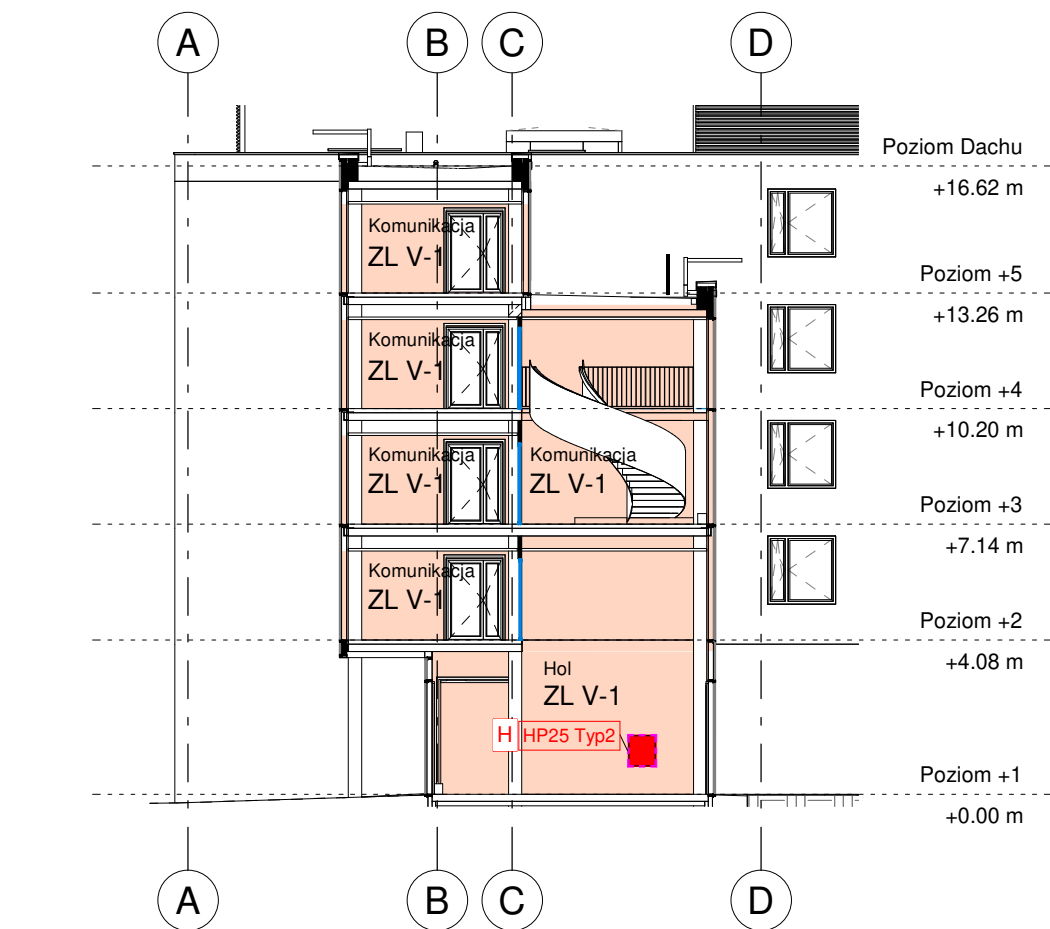 A
B
C
D
Poziom Dachu
+16.62 m
Komunikacja
ZL V-1
Poziom +5
+13.26 m
Komunikacja
ZL V-1
Poziom +4
+10.20 m
Komunikacja
ZL V-1
Komunikacja
ZL V-1
Poziom +3
+7.14 m
Komunikacja
ZL V-1
Poziom +2
+4.08 m
Hol
ZL V-1
H
HP25 Typ2
Poziom +1
+0.00 m
A
B
C
D